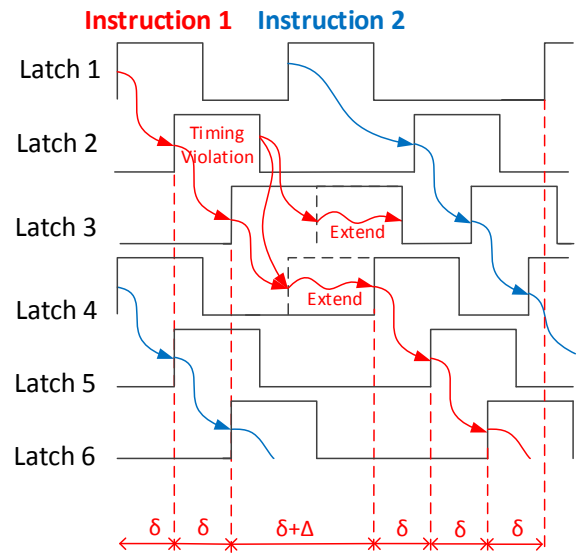 Instruction 1 Instruction 2
Latch 1
Latch 2
Timing
Violation
Latch 3
Extend
Latch 4
Extend
Latch 5
Latch 6
δ δ δ+Δ δ δ δ